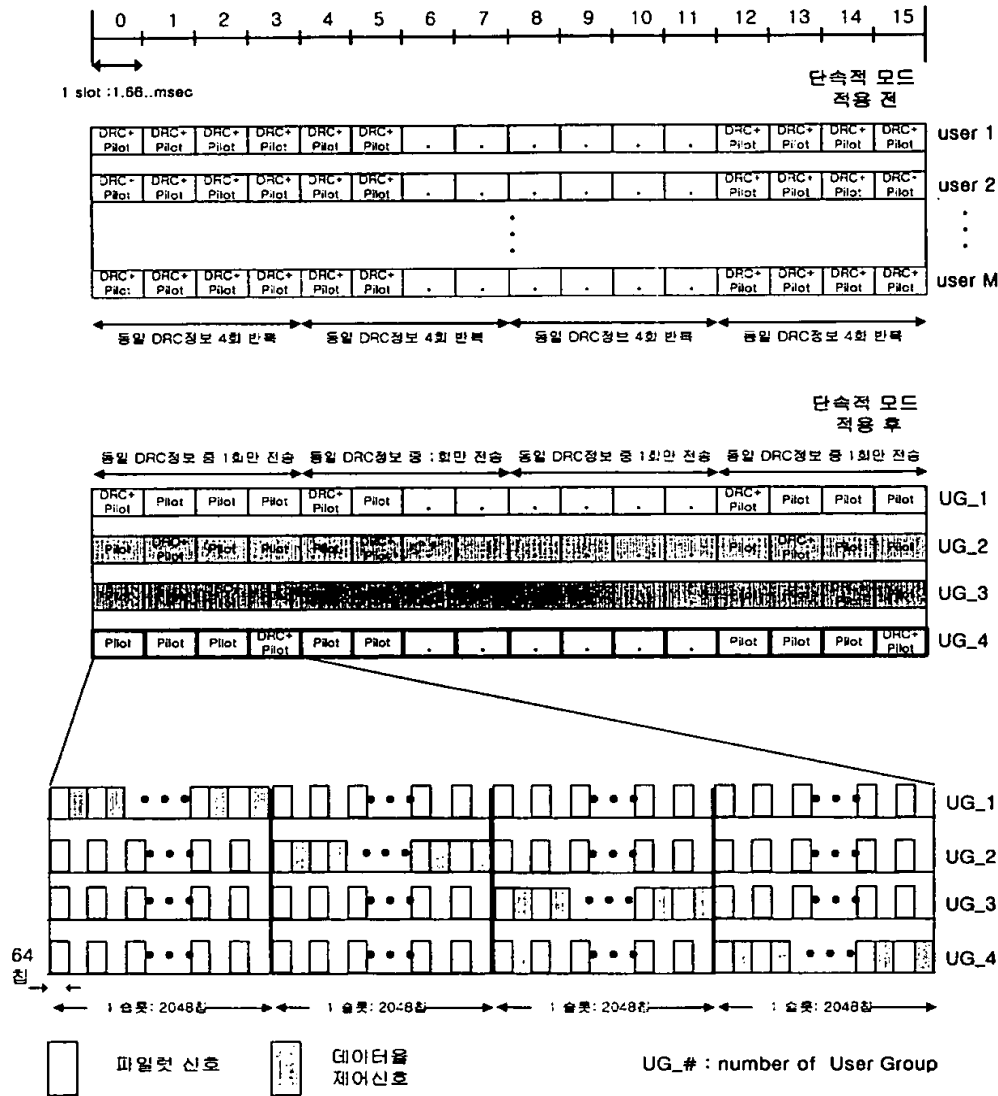 0 1 2 3 4 5 6 7 8 9 10 11 12 13 14 15
1 slot :1.66..msec
단속적 모드
적용 전
DRC+ DRC+ DRC+ DRC+ DRC+ DRC+ DRC+ DRC+ DRC+ DRC+
Pilot Pilot Pilot Pilot Pilot Pilot . . . . . . Pilot Pilot Pilot Pilot
user 1
DRC+ DRC+ DRC+ DRC+ DRC+ DRC+ DRC+ DRC+ DRC+ DRC+
Pilot Pilot Pilot Pilot Pilot Pilot . . . . . . Pilot Pilot Pilot Pilot
user 2
DRC+ DRC+ DRC+ DRC+ DRC+ DRC+ DRC+ DRC+ DRC+ DRC+
Pilot Pilot Pilot Pilot Pilot Pilot . . . . . . Pilot Pilot Pilot Pilot
user M
동일 DRC정보 4회 반복 동일 DRC정보 4회 반복 동일 DRC정보 4회 반복 동일 DRC정보 4회 반복
단속적 모드
적용 후
동일 DRC정보 중 1회만 전송 동일 DRC정보 중 1회만 전송 동일 DRC정보 중 1회만 전송 동일 DRC정보 중 1회만 전송
DRC+ Pilot Pilot Pilot Pilot DRC+ Pilot Pilot . . . . . . DRC+ Pilot Pilot Pilot Pilot UG_1
Pilot DRC+ Pilot Pilot Pilot Pilot DRC+ Pilot Pilot DRC+ Pilot Pilot Pilot UG_2
UG_3
Pilot Pilot Pilot DRC+ Pilot Pilot Pilot . . . . . . Pilot Pilot Pilot DRC+ Pilot UG_4
UG_1
UG_2
UG_3
64
칩
UG_4
1 슬롯: 2048칩 1 슬롯: 2048칩 1 슬롯: 2048칩 1 슬롯: 2048칩
파일럿 신호
데이터율
제어신호
UG_# : number of User Group